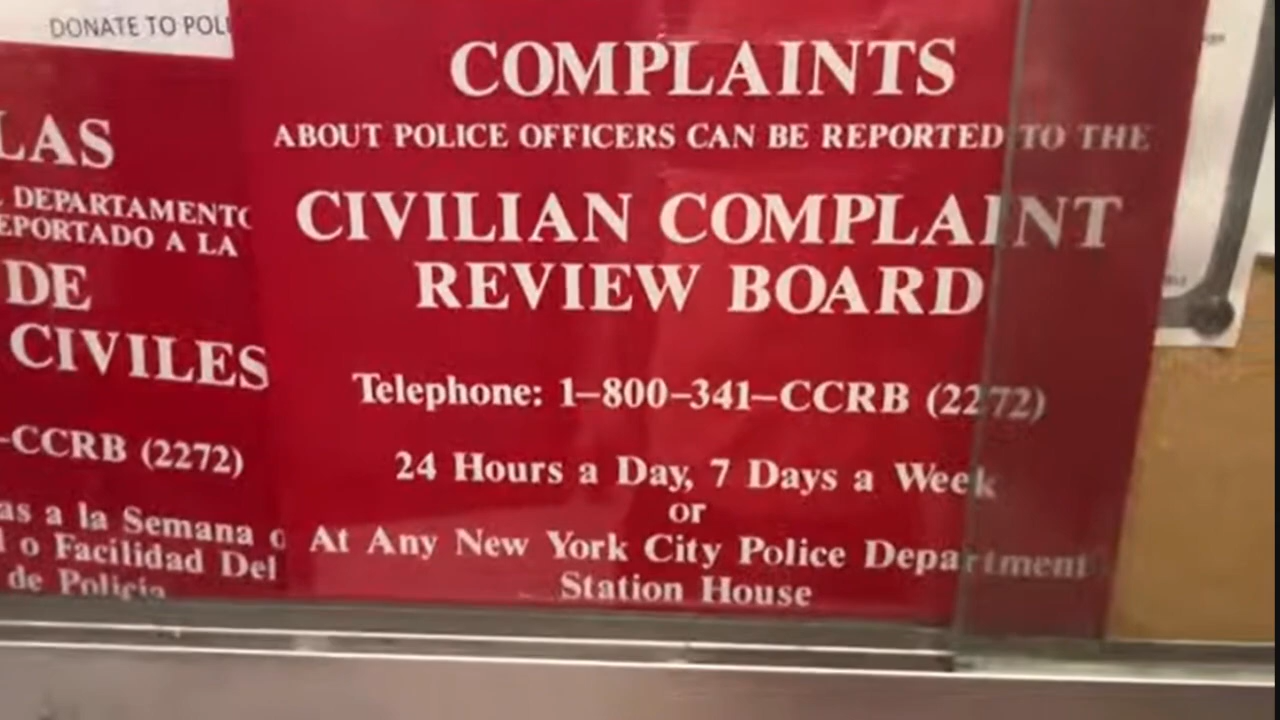 DONATE TO POLI
LAS
DEPARTAMENTO
EPORTADO A LA
DE
CIVILES
-CCRB (2272)
as a la Semana o
l o Facilidad Del
de Policia
COMPLAINTS
ABOUT POLICE OFFICERS CAN BE REPORTED TO THE
CIVILIAN COMPLAINT
REVIEW BOARD
Telephone: 1-800-341-CCRB (2272)
24 Hours a Day, 7 Days a Week
or
At Any New York City Police Department
Station House